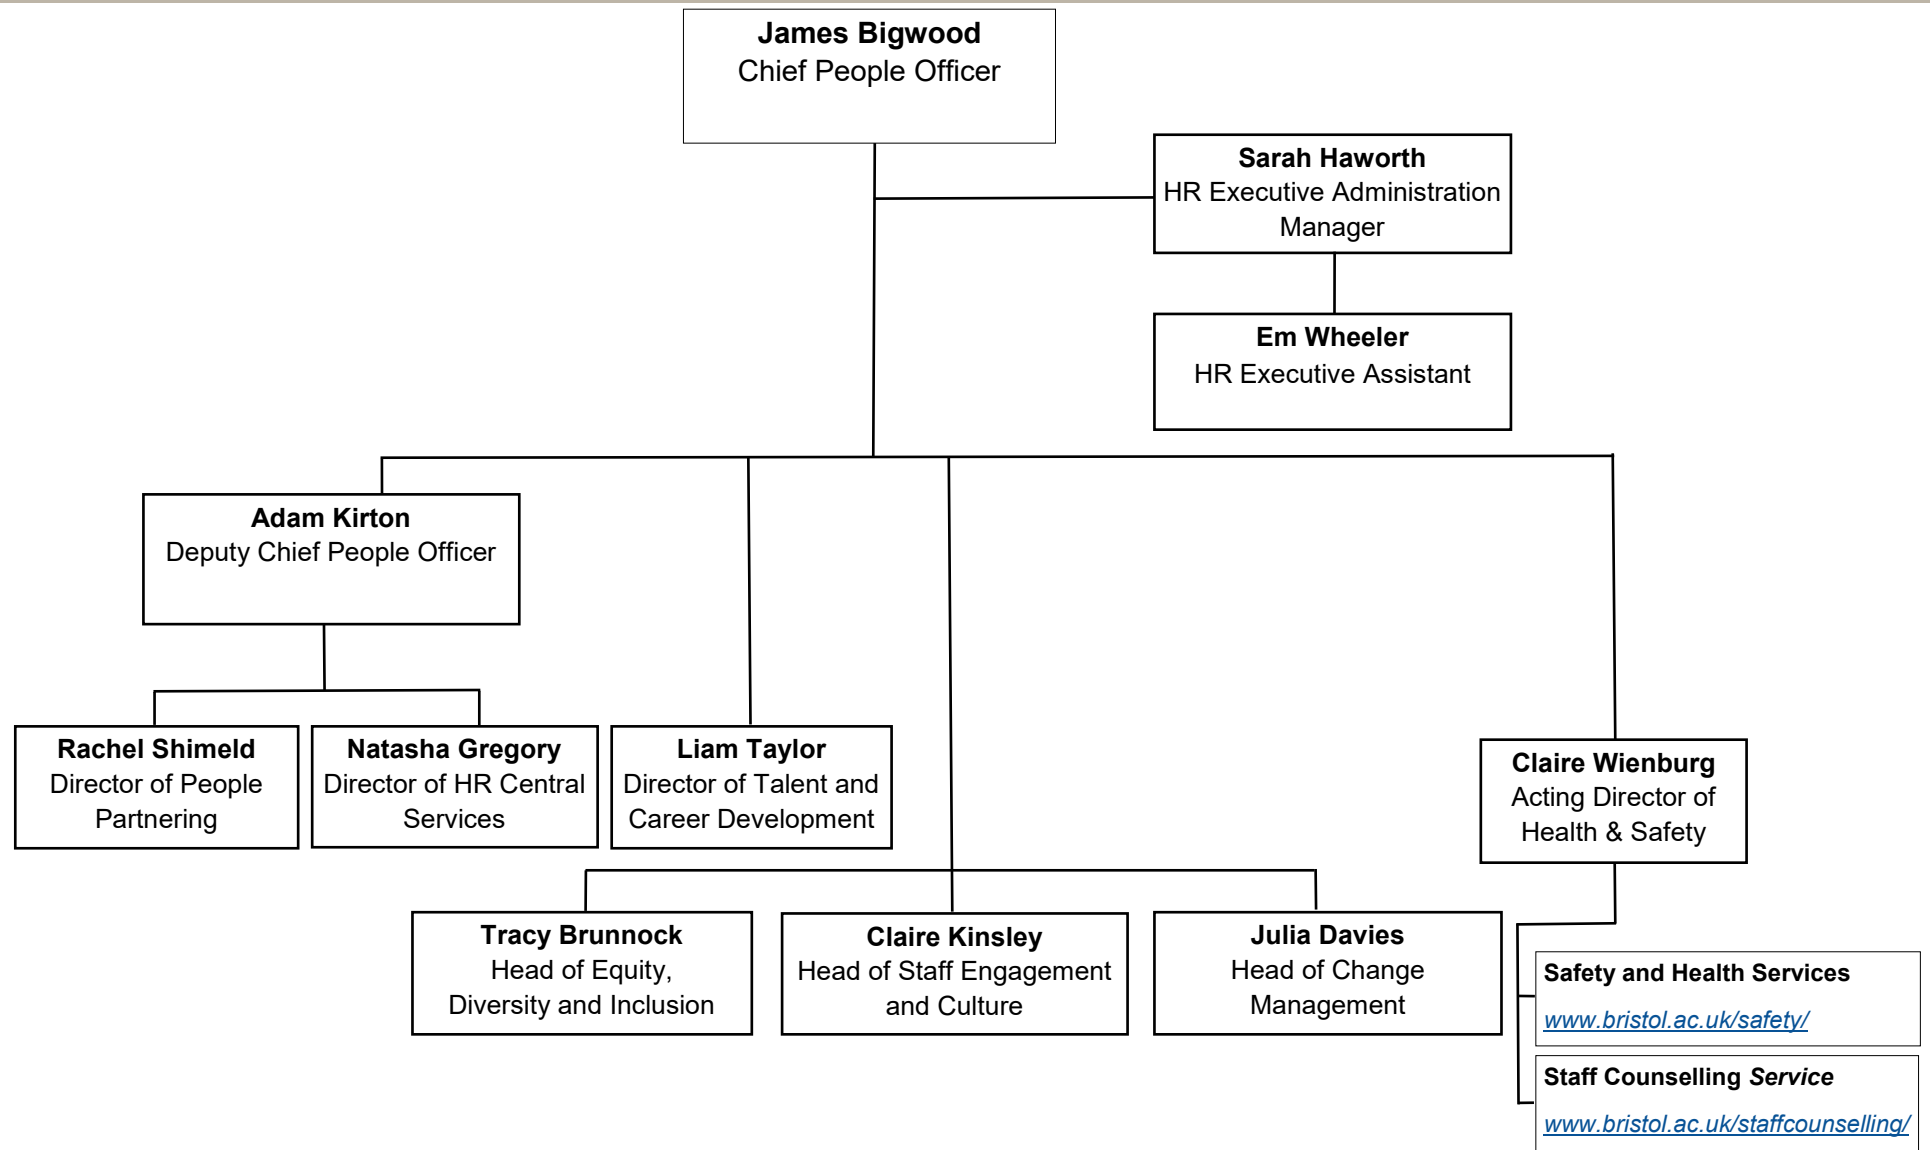 James Bigwood
Chief People Officer
Sarah Haworth
HR Executive Administration
Manager
Em Wheeler
HR Executive Assistant
Adam Kirton
Deputy Chief People Officer
Rachel Shimeld
Director of People
Partnering
Natasha Gregory
Director of HR Central
Services
Liam Taylor
Director of Talent and
Career Development
Claire Wienburg
Acting Director of
Health & Safety
Tracy Brunnock
Head of Equity,
Diversity and Inclusion
Claire Kinsley
Head of Staff Engagement
and Culture
Julia Davies
Head of Change
Management
Safety and Health Services
www.bristol.ac.uk/safety/
Staff Counselling Service
www.bristol.ac.uk/staffcounselling/